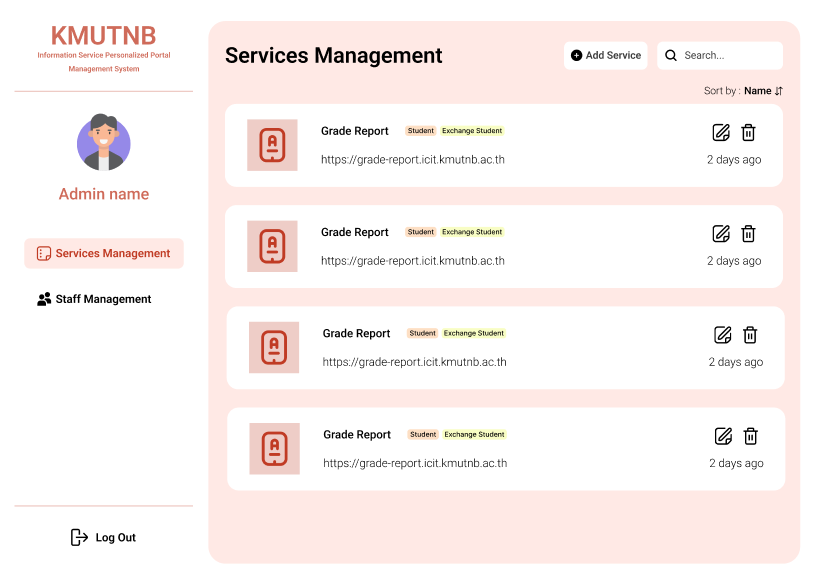 KMUTNB
Information Service Personalized Portal
Management System
Admin name
Services Management
Staff Management
Log Out
Services Management
Add Service
Search...
Sort by : Name
Grade Report Student Exchange Student
https://grade-report.icit.kmutnb.ac.th
2 days ago
Grade Report Student Exchange Student
https://grade-report.icit.kmutnb.ac.th
2 days ago
Grade Report Student Exchange Student
https://grade-report.icit.kmutnb.ac.th
2 days ago
Grade Report Student Exchange Student
https://grade-report.icit.kmutnb.ac.th
2 days ago